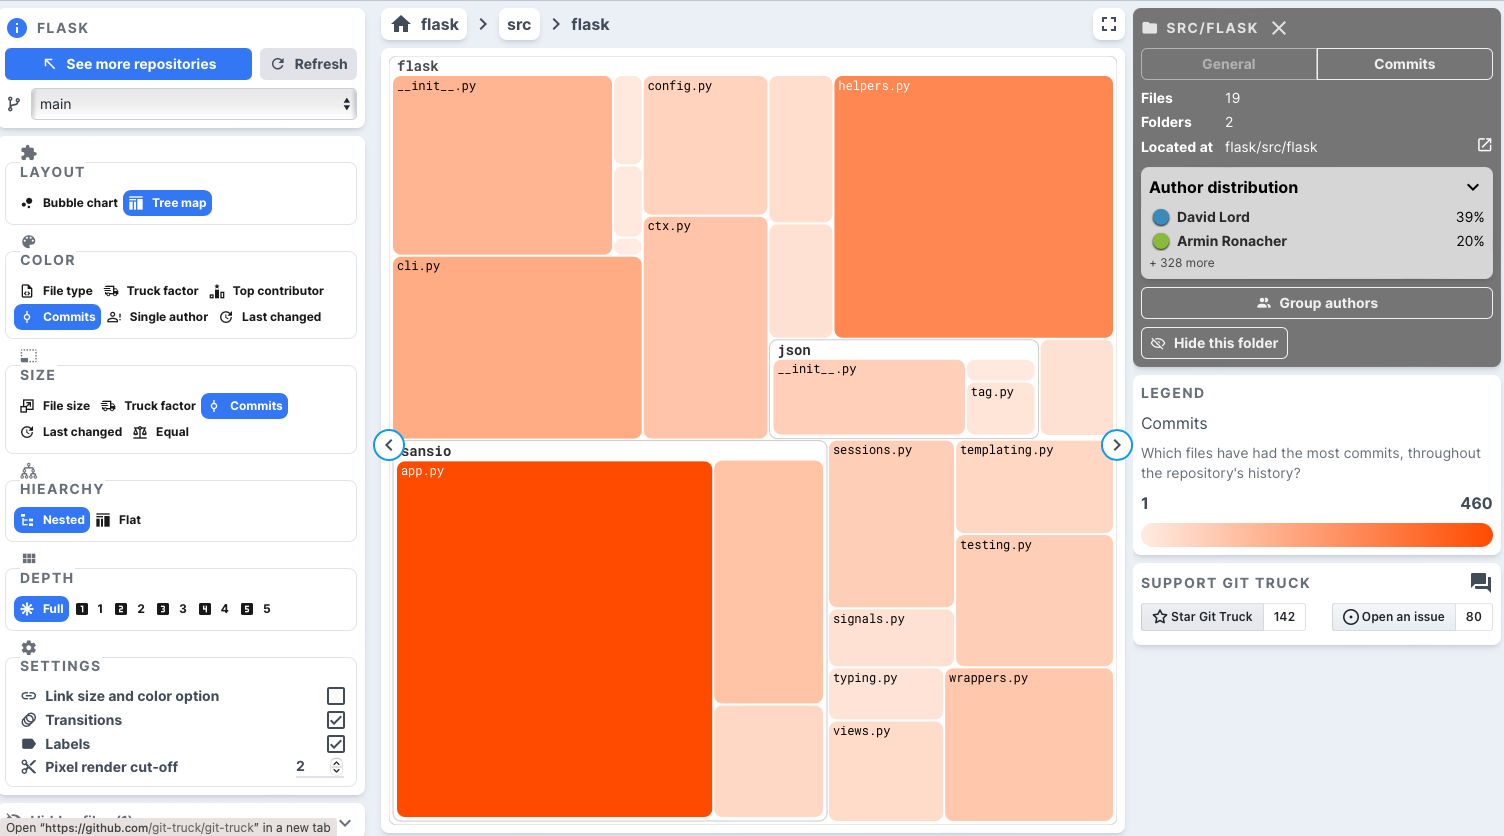 FLASK
See more repositories
Refresh
main
LAYOUT
Bubble chart
Tree map
COLOR
File type
Truck factor
Top contributor
Commits
Single author
Last changed
SIZE
File size
Truck factor
Commits
Last changed
Equal
HIEARCHY
Nested
Flat
DEPTH
Full
1 1
2 2
3 3
4 4
5 5
SETTINGS
Link size and color option
Transitions
Labels
Pixel render cut-off
2
Open “https://github.com/git-truck/git-truck” in a new tab
flask
src
flask
flask
__init__.py
config.py
helpers.py
ctx.py
cli.py
json
__init__.py
tag.py
sansio
app.py
sessions.py
templating.py
testing.py
signals.py
typing.py
wrappers.py
views.py
SRC/FLASK
General
Commits
Files 19
Folders 2
Located at flask/src/flask
Author distribution
David Lord 39%
Armin Ronacher 20%
+ 328 more
Group authors
Hide this folder
LEGEND
Commits
Which files have had the most commits, throughout
the repository's history?
1 460
SUPPORT GIT TRUCK
Star Git Truck 142
Open an issue 80